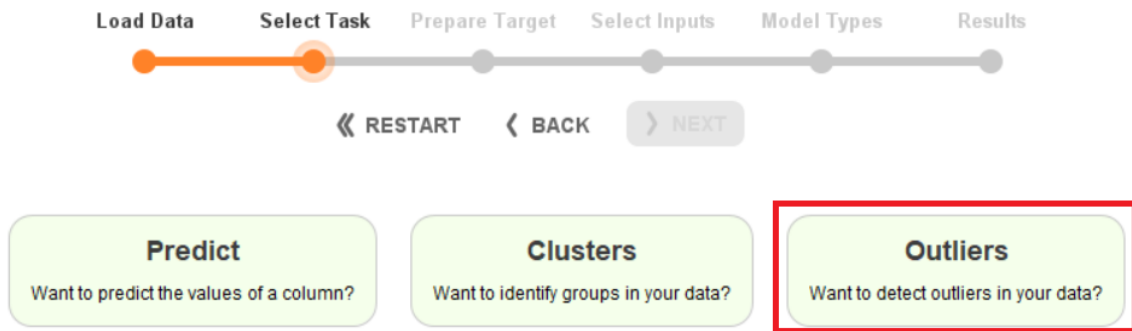 Load Data Select Task Prepare Target Select Inputs Model Types Results
RESTART BACK NEXT
Predict Clusters Outliers
Want to predict the values of a column? Want to identify groups in your data? Want to detect outliers in your data?